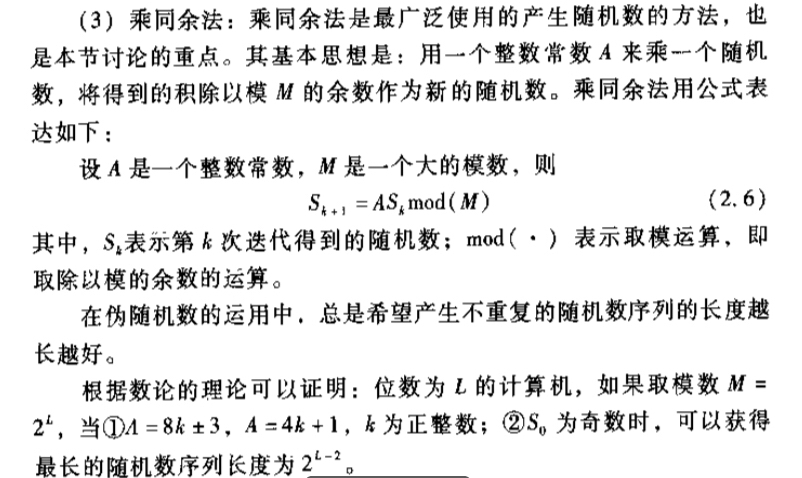 (3) 乘同余法：乘同余法是最广泛使用的产生随机数的方法，也
是本节讨论的重点。其基本思想是：用一个整数常数 A 来乘一个随机
数，将得到的积除以模 M 的余数作为新的随机数。乘同余法用公式表
达如下：
设 A 是一个整数常数，M 是一个大的模数，则
Sₖ₊₁ = ASₖmod(M) (2.6)
其中，Sₖ表示第 k 次迭代得到的随机数；mod(·) 表示取模运算，即
取除以模的余数的运算。
在伪随机数的运用中，总是希望产生不重复的随机数序列的长度越
长越好。
根据数论的理论可以证明：位数为 L 的计算机，如果取模数 M =
2ᴸ，当①A = 8k ± 3，A = 4k + 1，k 为正整数；②S₀ 为奇数时，可以获得
最长的随机数序列长度为 2ᴸ⁻²。